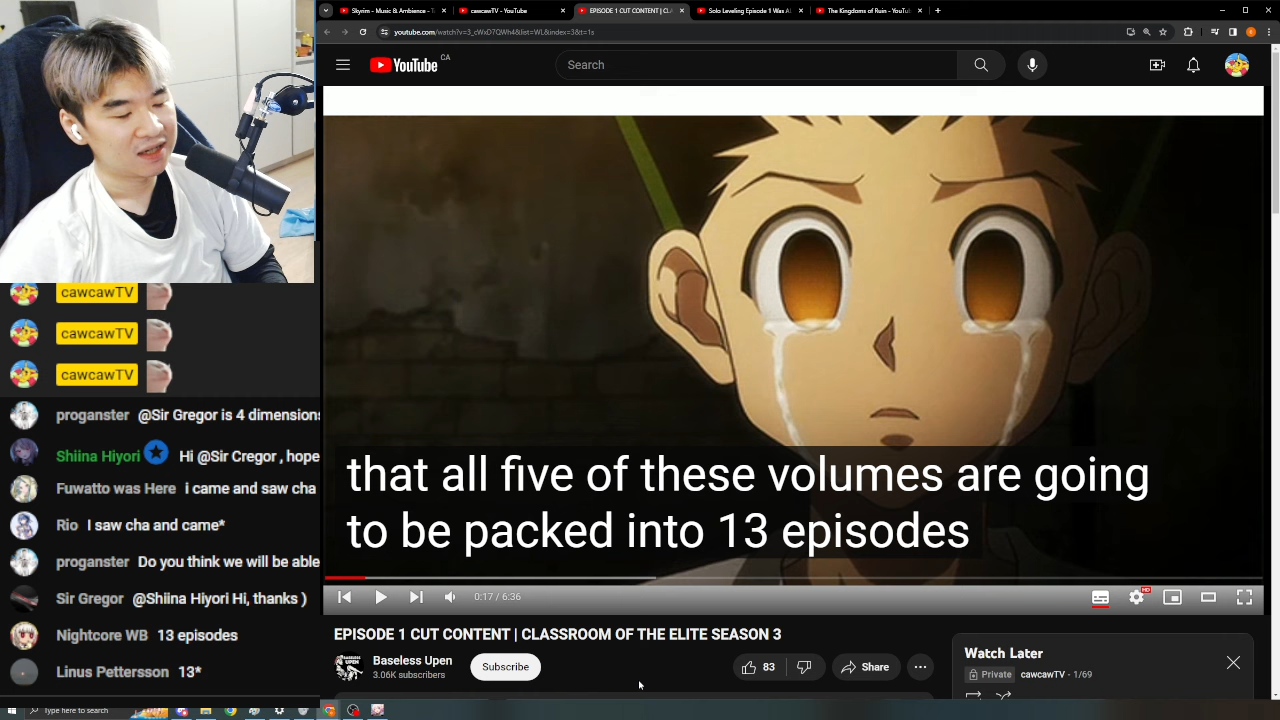 Skyrim - Music & Ambience - T
cawcawTV - YouTube
EPISODE 1 CUT CONTENT | CL
Solo Leveling Episode 1 Was A
The Kingdoms of Ruin - YouTu
youtube.com/watch?v=3_cWxD7QWh4&list=WL&index=3&t=1s
YouTube CA
Search
cawcawTV
cawcawTV
cawcawTV
proganster @Sir Gregor is 4 dimensions
Shiina Hiyori Hi @Sir Cregor , hope
Fuwatto was Here i came and saw cha
Rio I saw cha and came*
proganster Do you think we will be able
Sir Gregor @Shiina Hiyori Hi, thanks )
Nightcore WB 13 episodes
Linus Pettersson 13*
that all five of these volumes are going
to be packed into 13 episodes
0:17 / 6:36
HD
EPISODE 1 CUT CONTENT | CLASSROOM OF THE ELITE SEASON 3
BASELESS
UPEN
Baseless Upen
3.06K subscribers
Subscribe
83
Share
Watch Later
Private cawcawTV - 1/69
Type here to search